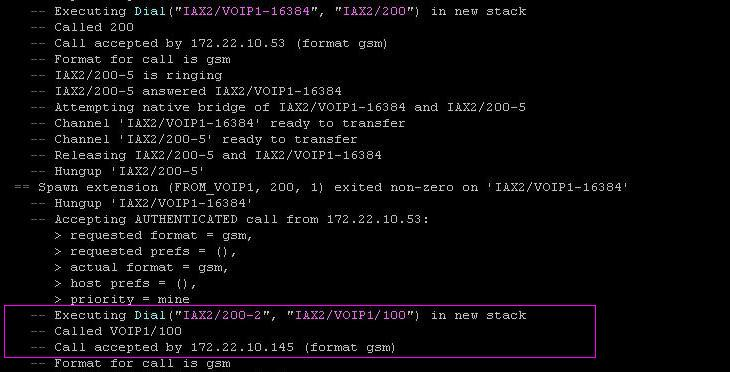 -- Executing Dial("IAX2/VOIP1-16384", "IAX2/200") in new stack
-- Called 200
-- Call accepted by 172.22.10.53 (format gsm)
-- Format for call is gsm
-- IAX2/200-5 is ringing
-- IAX2/200-5 answered IAX2/VOIP1-16384
-- Attempting native bridge of IAX2/VOIP1-16384 and IAX2/200-5
-- Channel 'IAX2/VOIP1-16384' ready to transfer
-- Channel 'IAX2/200-5' ready to transfer
-- Releasing IAX2/200-5 and IAX2/VOIP1-16384
-- Hungup 'IAX2/200-5'
== Spawn extension (FROM_VOIP1, 200, 1) exited non-zero on 'IAX2/VOIP1-16384'
-- Hungup 'IAX2/VOIP1-16384'
-- Accepting AUTHENTICATED call from 172.22.10.53:
> requested format = gsm,
> requested prefs = (),
> actual format = gsm,
> host prefs = (),
> priority = mine
-- Executing Dial("IAX2/200-2", "IAX2/VOIP1/100") in new stack
-- Called VOIP1/100
-- Call accepted by 172.22.10.145 (format gsm)
-- Format for call is gsm